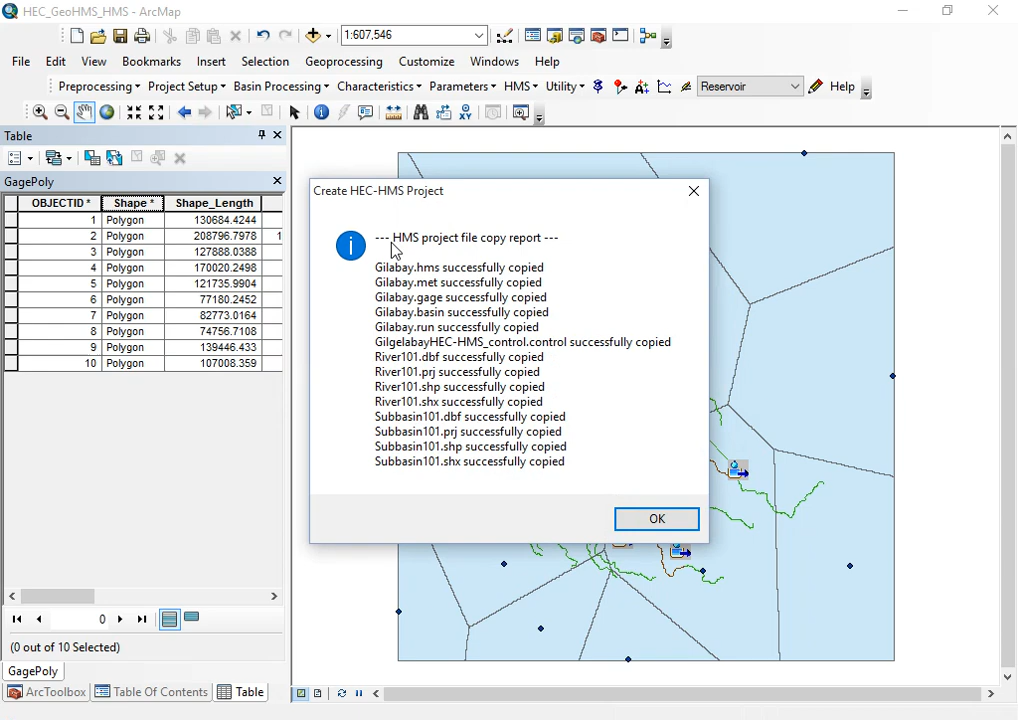 HEC_GeoHMS_HMS - ArcMap
1:607,546
File Edit View Bookmarks Insert Selection Geoprocessing Customize Windows Help
Preprocessing Project Setup Basin Processing Characteristics Parameters HMS Utility Reservoir Help
Table
GagePoly
OBJECTID * Shape * Shape_Length
1 Polygon 130684.4244
2 Polygon 208796.7978 1
3 Polygon 127888.0388
4 Polygon 170020.2498
5 Polygon 121735.9904
6 Polygon 77180.2452
7 Polygon 82773.0164
8 Polygon 74756.7108
9 Polygon 139446.433
10 Polygon 107008.359
0
(0 out of 10 Selected)
GagePoly
ArcToolbox Table Of Contents Table
Create HEC-HMS Project
--- HMS project file copy report ---
Gilabay.hms successfully copied
Gilabay.met successfully copied
Gilabay.gage successfully copied
Gilabay.basin successfully copied
Gilabay.run successfully copied
GilgelabayHEC-HMS_control.control successfully copied
River101.dbf successfully copied
River101.prj successfully copied
River101.shp successfully copied
River101.shx successfully copied
Subbasin101.dbf successfully copied
Subbasin101.prj successfully copied
Subbasin101.shp successfully copied
Subbasin101.shx successfully copied
OK